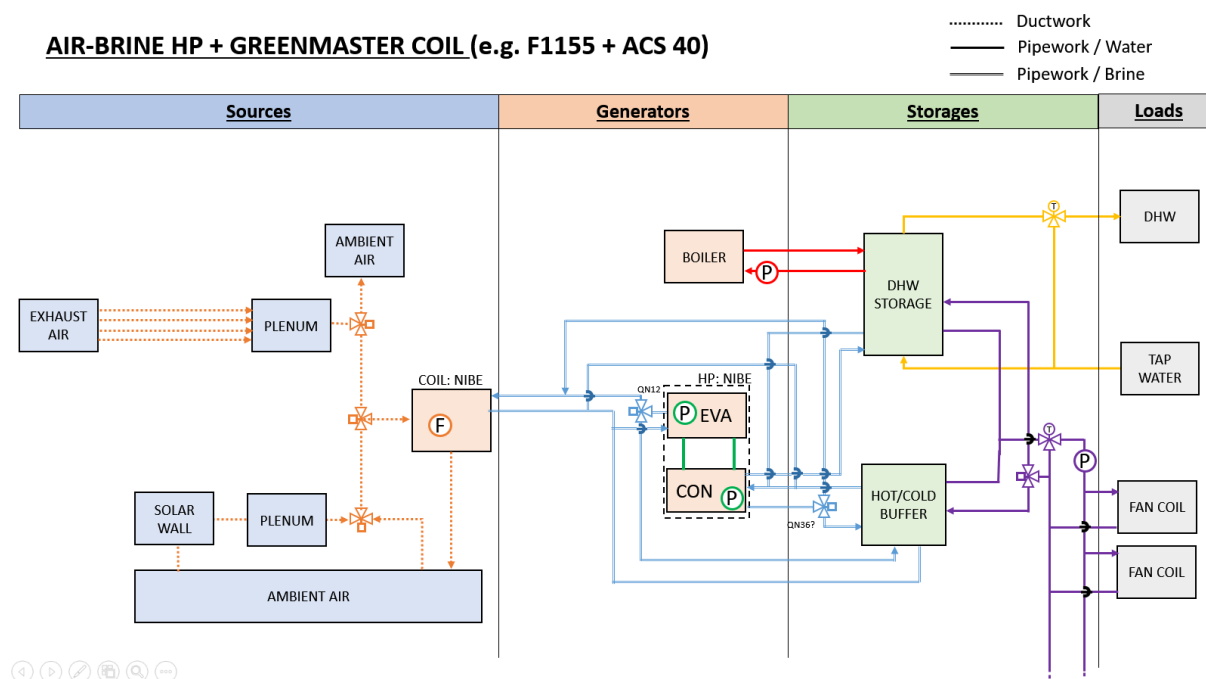 Ductwork
AIR-BRINE HP + GREENMASTER COIL (e.g. F1155 + ACS 40)
Pipework / Water
Pipework / Brine
Sources
Generators
Storages
Loads
AMBIENT
AIR
EXHAUST
AIR
PLENUM
BOILER
P
DHW
STORAGE
T
DHW
TAP
WATER
COIL: NIBE
F
HP: NIBE
QN12
P
EVA
CON
P
QN36?
HOT/COLD
BUFFER
T
P
FAN COIL
FAN COIL
SOLAR
WALL
PLENUM
AMBIENT AIR